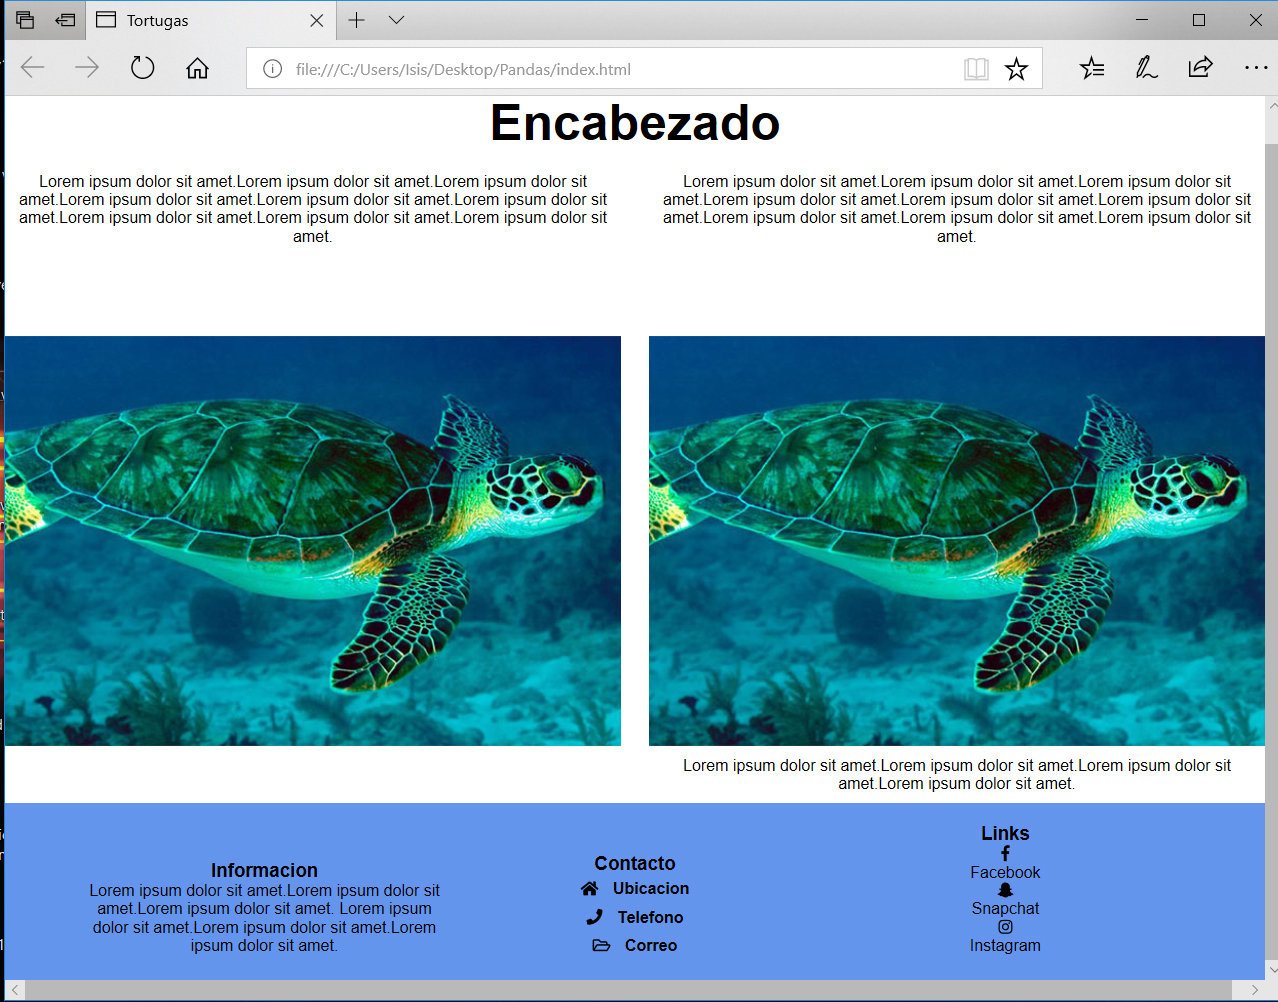 Tortugas
file:///C:/Users/Isis/Desktop/Pandas/index.html
Encabezado
Lorem ipsum dolor sit amet.Lorem ipsum dolor sit amet.Lorem ipsum dolor sit
amet.Lorem ipsum dolor sit amet.Lorem ipsum dolor sit amet.Lorem ipsum dolor sit
amet.Lorem ipsum dolor sit amet.Lorem ipsum dolor sit amet.Lorem ipsum dolor sit
amet.
Lorem ipsum dolor sit amet.Lorem ipsum dolor sit amet.Lorem ipsum dolor sit
amet.Lorem ipsum dolor sit amet.Lorem ipsum dolor sit amet.Lorem ipsum dolor sit
amet.Lorem ipsum dolor sit amet.Lorem ipsum dolor sit amet.Lorem ipsum dolor sit
amet.
Lorem ipsum dolor sit amet.Lorem ipsum dolor sit amet.Lorem ipsum dolor sit
amet.Lorem ipsum dolor sit amet.
Informacion
Lorem ipsum dolor sit amet.Lorem ipsum dolor sit
amet.Lorem ipsum dolor sit amet. Lorem ipsum
dolor sit amet.Lorem ipsum dolor sit amet.Lorem
ipsum dolor sit amet.
Contacto
Ubicacion
Telefono
Correo
Links
Facebook
Snapchat
Instagram